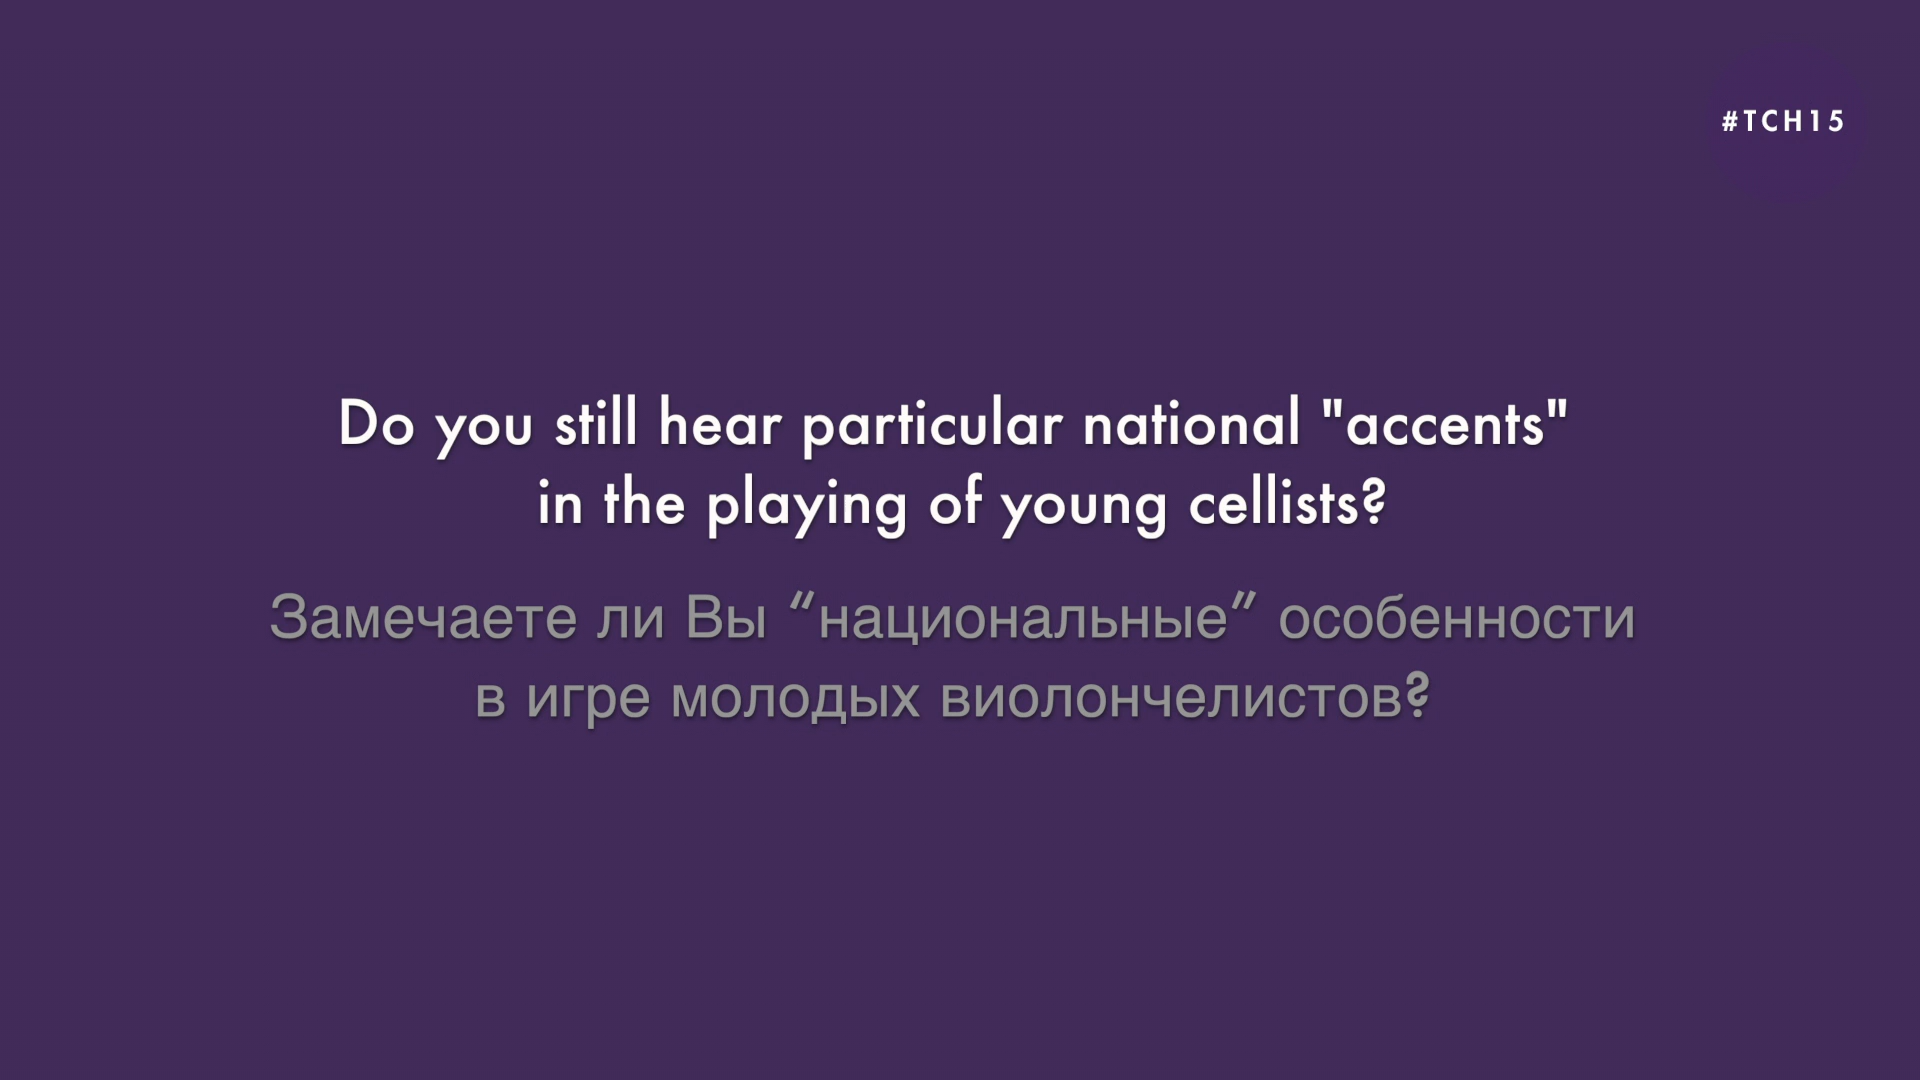 #TCH15
Do you still hear particular national "accents"
in the playing of young cellists?
Замечаете ли Вы “национальные” особенности
в игре молодых виолончелистов?